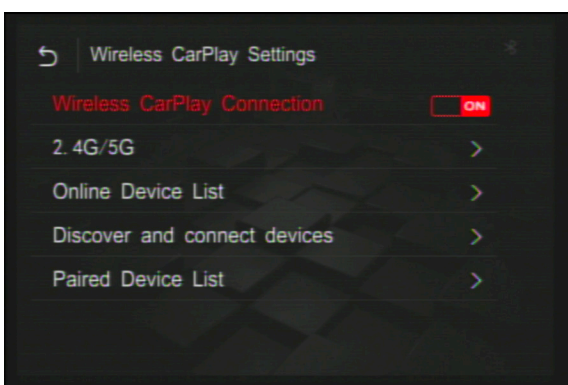 Wireless CarPlay Settings
Wireless CarPlay Connection ON
2.4G/5G
Online Device List
Discover and connect devices
Paired Device List